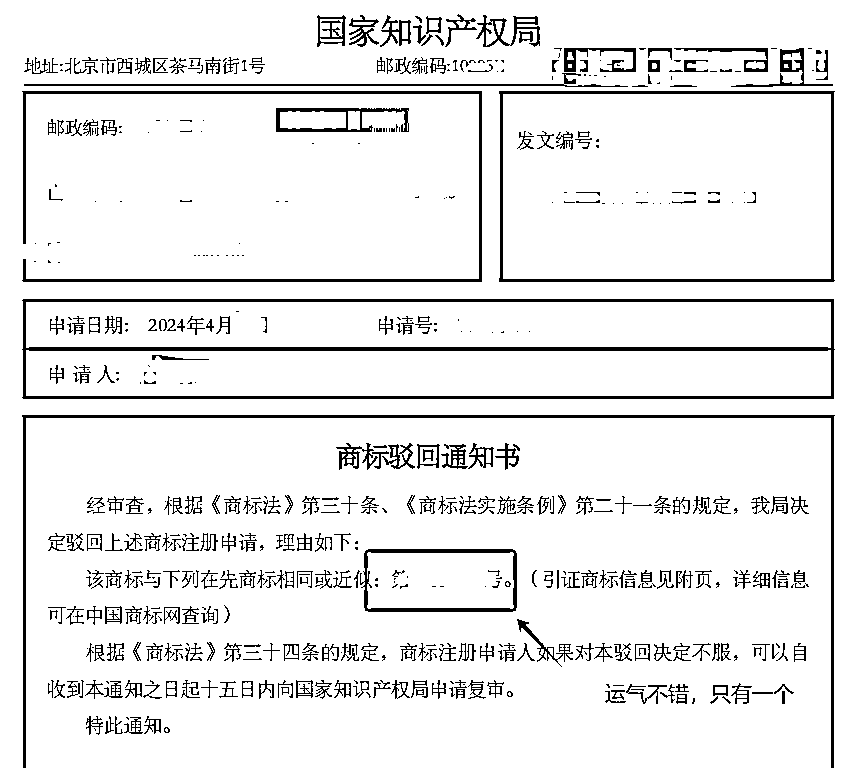 国家知识产权局
地址:北京市西城区茶马南街1号
邮政编码:
邮政编码:
发文编号:
申请日期: 2024年4月
申请号:
申 请 人:
商标驳回通知书
经审查，根据《商标法》第三十条、《商标法实施条例》第二十一条的规定，我局决
定驳回上述商标注册申请，理由如下:
该商标与下列在先商标相同或近似: 第 号。（引证商标信息见附页，详细信息
可在中国商标网查询）
根据《商标法》第三十四条的规定，商标注册申请人如果对本驳回决定不服，可以自
收到本通知之日起十五日内向国家知识产权局申请复审。
运气不错，只有一个
特此通知。